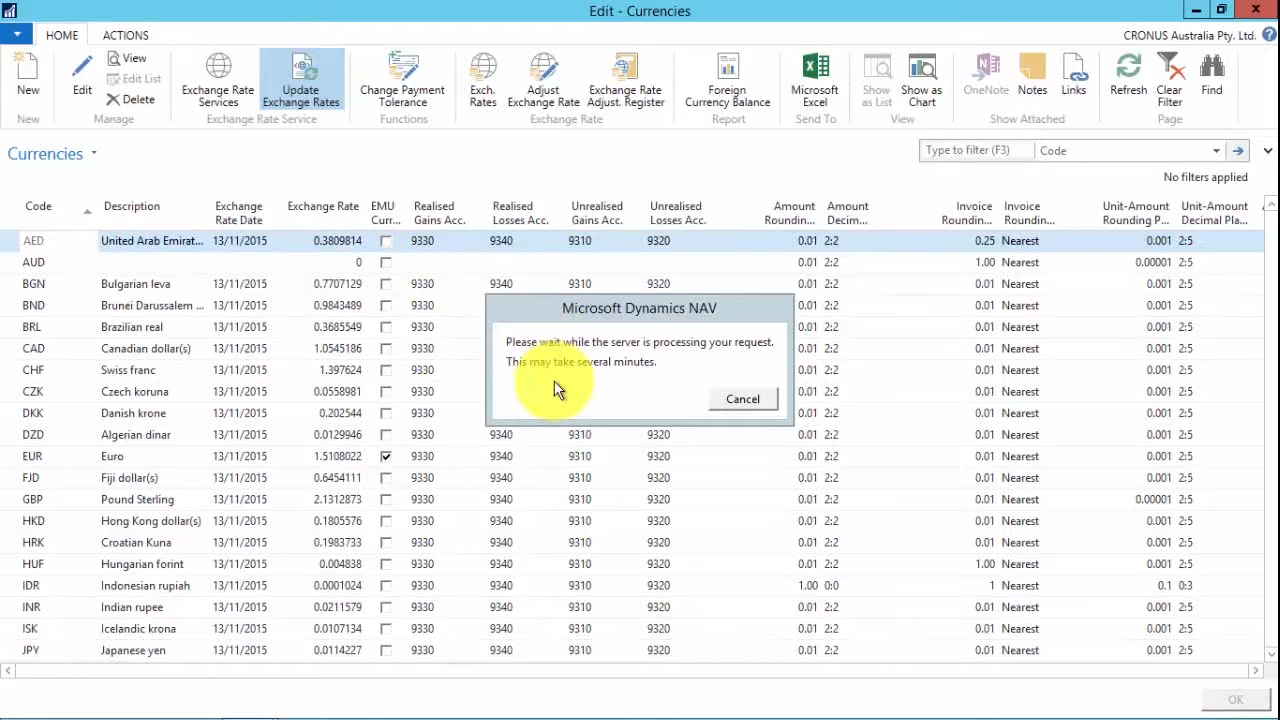 Edit - Currencies
HOME ACTIONS CRONUS Australia Pty. Ltd. ?
New Edit View Edit List Delete Exchange Rate Services Update Exchange Rates Change Payment Tolerance Exch. Rates Adjust Exchange Rate Exchange Rate Adjust. Register Foreign Currency Balance Microsoft Excel Show as List Show as Chart OneNote Notes Links Refresh Clear Filter Find
New Manage Exchange Rate Service Functions Exchange Rate Report Send To View Show Attached Page
Currencies Type to filter (F3) Code
No filters applied
Code Description Exchange Rate Date Exchange Rate EMU Curr... Realised Gains Acc. Realised Losses Acc. Unrealised Gains Acc. Unrealised Losses Acc. Amount Roundin... Amount Decim... Invoice Roundin... Invoice Roundin... Unit-Amount Rounding P... Unit-Amount Decimal Pla...
AED United Arab Emirat... 13/11/2015 0.3809814 9330 9340 9310 9320 0.01 2:2 0.25 Nearest 0.001 2:5
AUD 0 0.01 2:2 1.00 Nearest 0.00001 2:5
BGN Bulgarian leva 13/11/2015 0.7707129 9330 9340 9310 9320 0.01 2:2 0.01 Nearest 0.001 2:5
BND Brunei Darussalem ... 13/11/2015 0.9843489 9330 0.01 2:2 0.01 Nearest 0.001 2:5
BRL Brazilian real 13/11/2015 0.3685549 9330 0.01 2:2 0.01 Nearest 0.001 2:5
CAD Canadian dollar(s) 13/11/2015 1.0545186 9330 0.01 2:2 0.01 Nearest 0.001 2:5
CHF Swiss franc 13/11/2015 1.397624 9330 0.01 2:2 0.01 Nearest 0.001 2:5
CZK Czech koruna 13/11/2015 0.0558981 9330 0.01 2:2 0.01 Nearest 0.001 2:5
DKK Danish krone 13/11/2015 0.202544 9330 0.01 2:2 0.01 Nearest 0.001 2:5
DZD Algerian dinar 13/11/2015 0.0129946 9330 9340 9310 9320 0.01 2:2 0.01 Nearest 0.001 2:5
EUR Euro 13/11/2015 1.5108022 9330 9340 9310 9320 0.01 2:2 0.01 Nearest 0.001 2:5
FJD Fiji dollar(s) 13/11/2015 0.6454111 9330 9340 9310 9320 0.01 2:2 0.01 Nearest 0.001 2:5
GBP Pound Sterling 13/11/2015 2.1312873 9330 9340 9310 9320 0.01 2:2 0.01 Nearest 0.00001 2:5
HKD Hong Kong dollar(s) 13/11/2015 0.1805576 9330 9340 9310 9320 0.01 2:2 0.01 Nearest 0.001 2:5
HRK Croatian Kuna 13/11/2015 0.1983733 9330 9340 9310 9320 0.01 2:2 0.01 Nearest 0.001 2:5
HUF Hungarian forint 13/11/2015 0.004838 9330 9340 9310 9320 0.01 2:2 1.00 Nearest 0.001 2:5
IDR Indonesian rupiah 13/11/2015 0.0001024 9330 9340 9310 9320 1.00 0:0 1 Nearest 0.1 0:3
INR Indian rupee 13/11/2015 0.0211579 9330 9340 9310 9320 0.01 2:2 0.01 Nearest 0.001 2:5
ISK Icelandic krona 13/11/2015 0.0107134 9330 9340 9310 9320 0.01 2:2 0.01 Nearest 0.001 2:5
JPY Japanese yen 13/11/2015 0.0114227 9330 9340 9310 9320 0.01 2:2 0.01 Nearest 0.001 2:5
Microsoft Dynamics NAV
Please wait while the server is processing your request.
This may take several minutes.
Cancel
OK